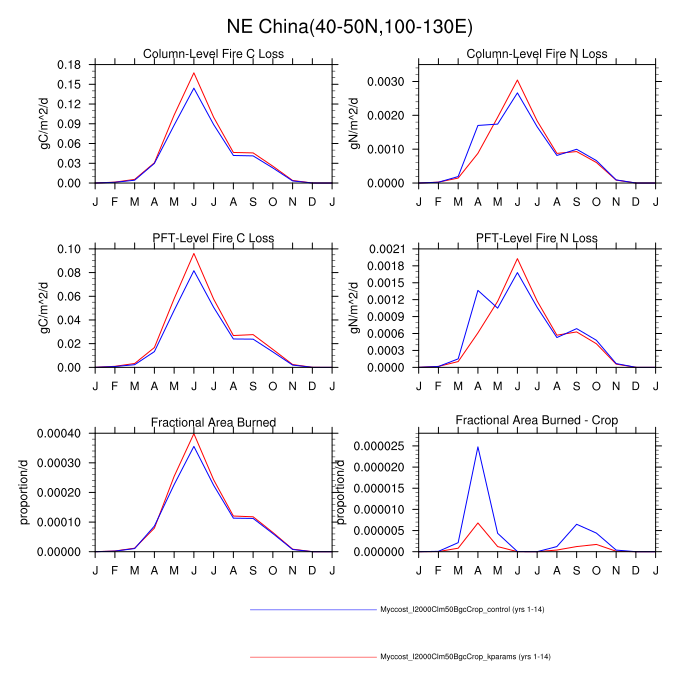 NE China(40-50N,100-130E)
Column-Level Fire C Loss
gC/m^2/d
0.18
0.15
0.12
0.09
0.06
0.03
0.00
J F M A M J J A S O N D J
Column-Level Fire N Loss
gN/m^2/d
0.0030
0.0020
0.0010
0.0000
J F M A M J J A S O N D J
PFT-Level Fire C Loss
gC/m^2/d
0.10
0.08
0.06
0.04
0.02
0.00
J F M A M J J A S O N D J
PFT-Level Fire N Loss
gN/m^2/d
0.0021
0.0018
0.0015
0.0012
0.0009
0.0006
0.0003
0.0000
J F M A M J J A S O N D J
Fractional Area Burned
proportion/d
0.00040
0.00030
0.00020
0.00010
0.00000
J F M A M J J A S O N D J
Fractional Area Burned - Crop
proportion/d
0.000025
0.000020
0.000015
0.000010
0.000005
0.000000
J F M A M J J A S O N D J
Myccost_I2000Clm50BgcCrop_control (yrs 1-14)
Myccost_I2000Clm50BgcCrop_kparams (yrs 1-14)